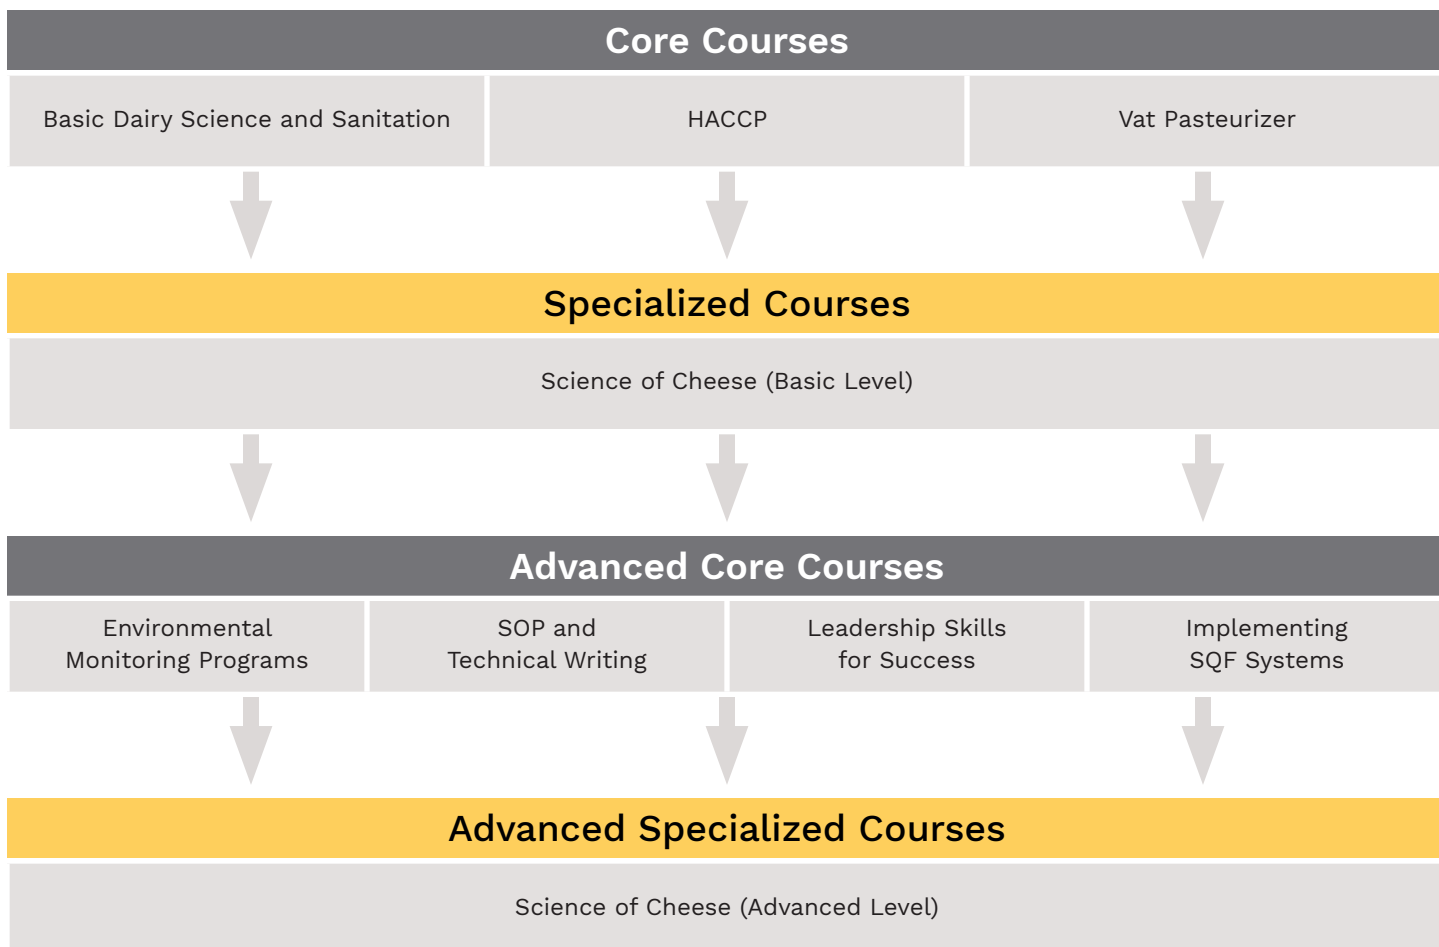 Core Courses
Basic Dairy Science and Sanitation
HACCP
Vat Pasteurizer
Specialized Courses
Science of Cheese (Basic Level)
Advanced Core Courses
Environmental
Monitoring Programs
SOP and
Technical Writing
Leadership Skills
for Success
Implementing
SQF Systems
Advanced Specialized Courses
Science of Cheese (Advanced Level)